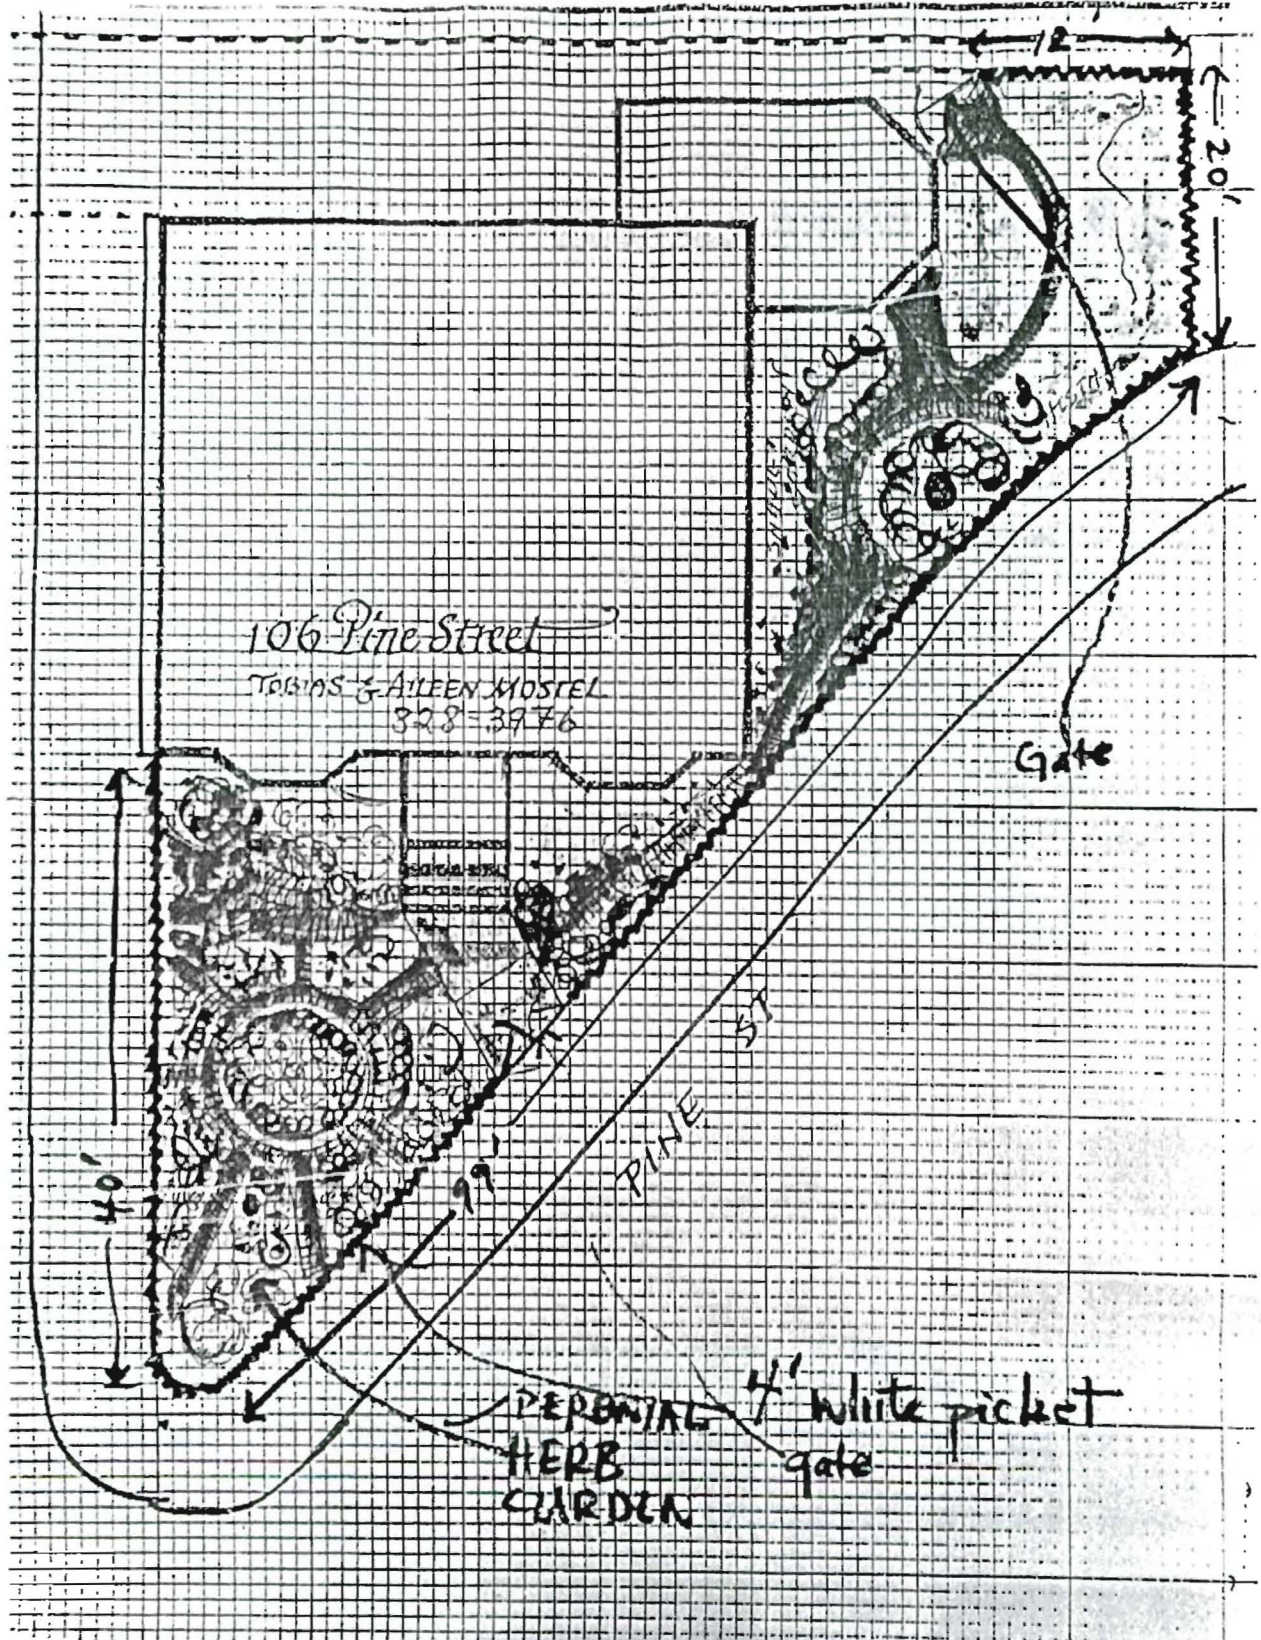 12
20'
106 Pine Street
TOBIAS & AILEEN MOSTEL
328-3976
Gate
40'
99'
PINE ST
PERENIAL
HERB
GARDEN
4' white picket
gate